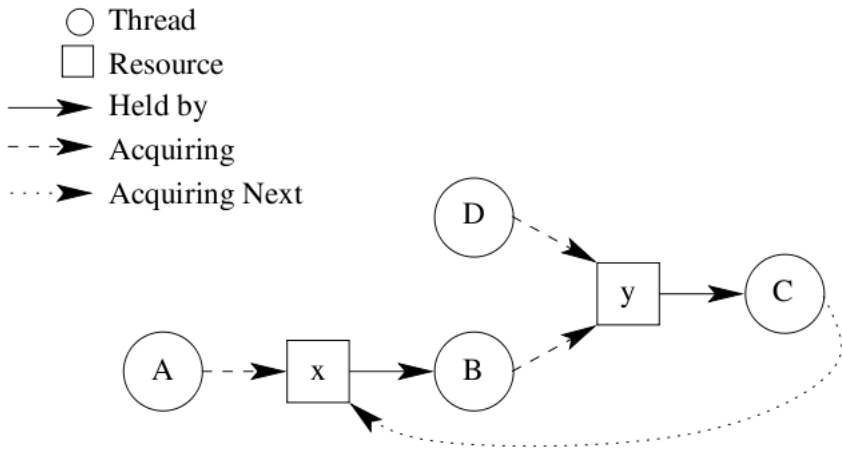 Thread
Resource
Held by
Acquiring
Acquiring Next
D
y
C
A
x
B